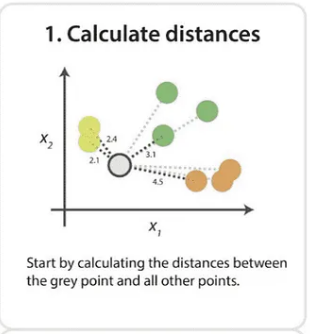 1. Calculate distances
X₂
2.4
2.1
3.1
4.5
X₁
Start by calculating the distances between
the grey point and all other points.